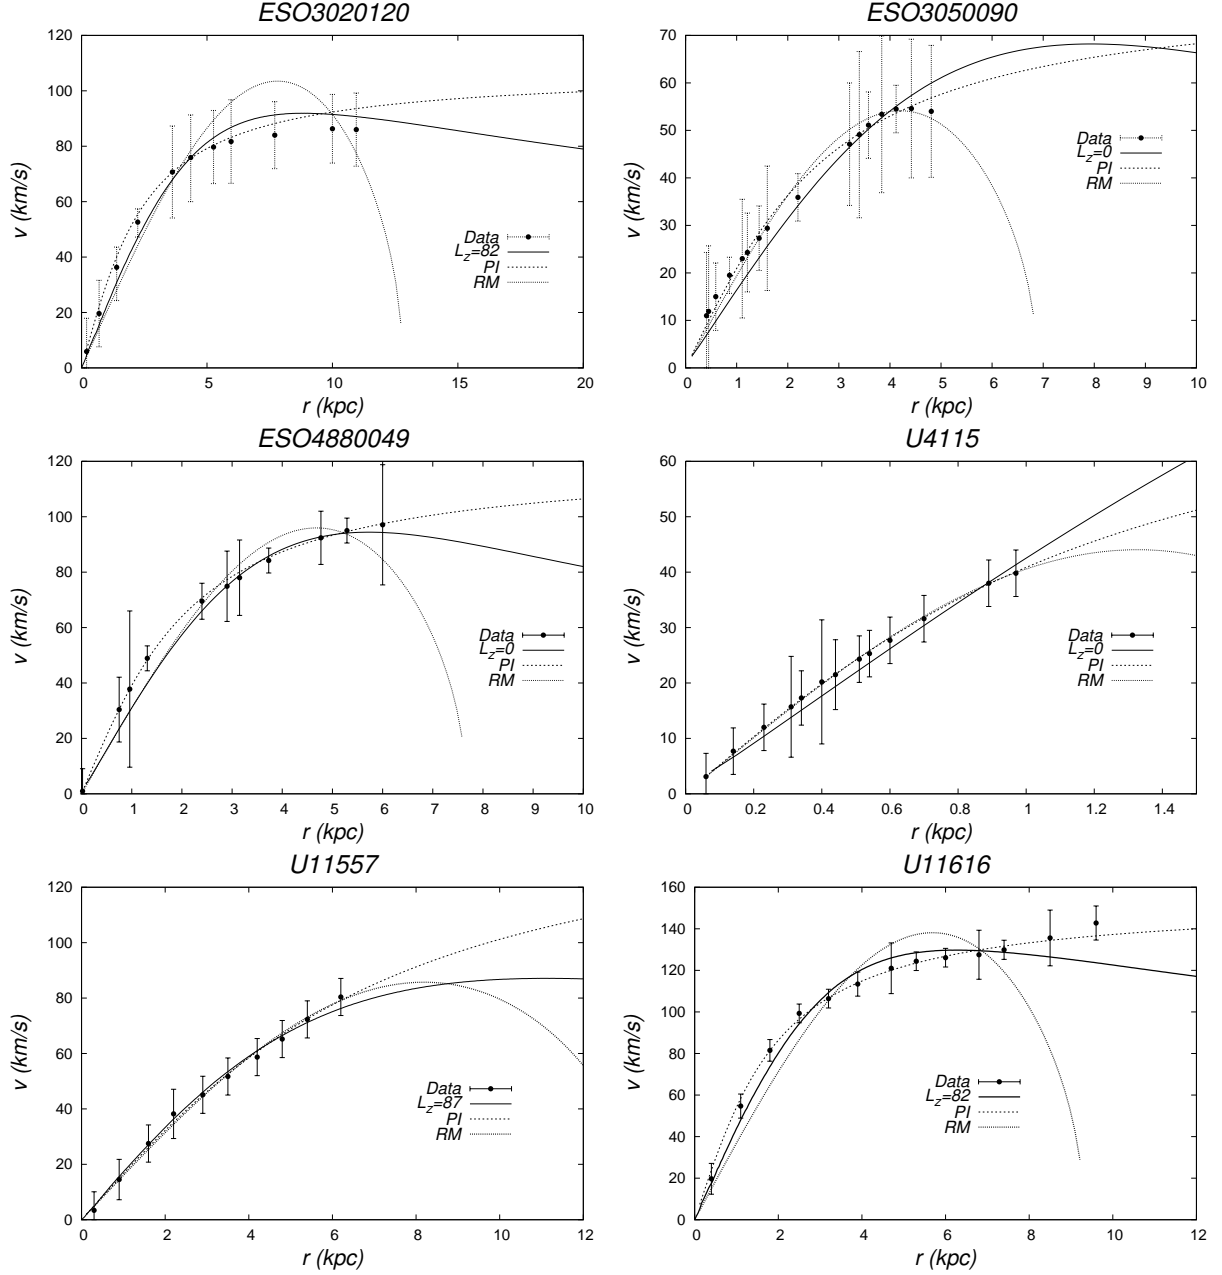 ESO3020120
120
100
80
60
40
20
0
v (km/s)
Data
L_z=82
PI
RM
0 5 10 15 20
r (kpc)
ESO3050090
70
60
50
40
30
20
10
0
v (km/s)
Data
L_z=0
PI
RM
0 1 2 3 4 5 6 7 8 9 10
r (kpc)
ESO4880049
120
100
80
60
40
20
0
v (km/s)
Data
L_z=0
PI
RM
0 1 2 3 4 5 6 7 8 9 10
r (kpc)
U4115
60
50
40
30
20
10
0
v (km/s)
Data
L_z=0
PI
RM
0 0.2 0.4 0.6 0.8 1 1.2 1.4
r (kpc)
U11557
120
100
80
60
40
20
0
v (km/s)
Data
L_z=87
PI
RM
0 2 4 6 8 10 12
r (kpc)
U11616
160
140
120
100
80
60
40
20
0
v (km/s)
Data
L_z=82
PI
RM
0 1 2 3 4 5 6 7 8 9 10 11 12
r (kpc)